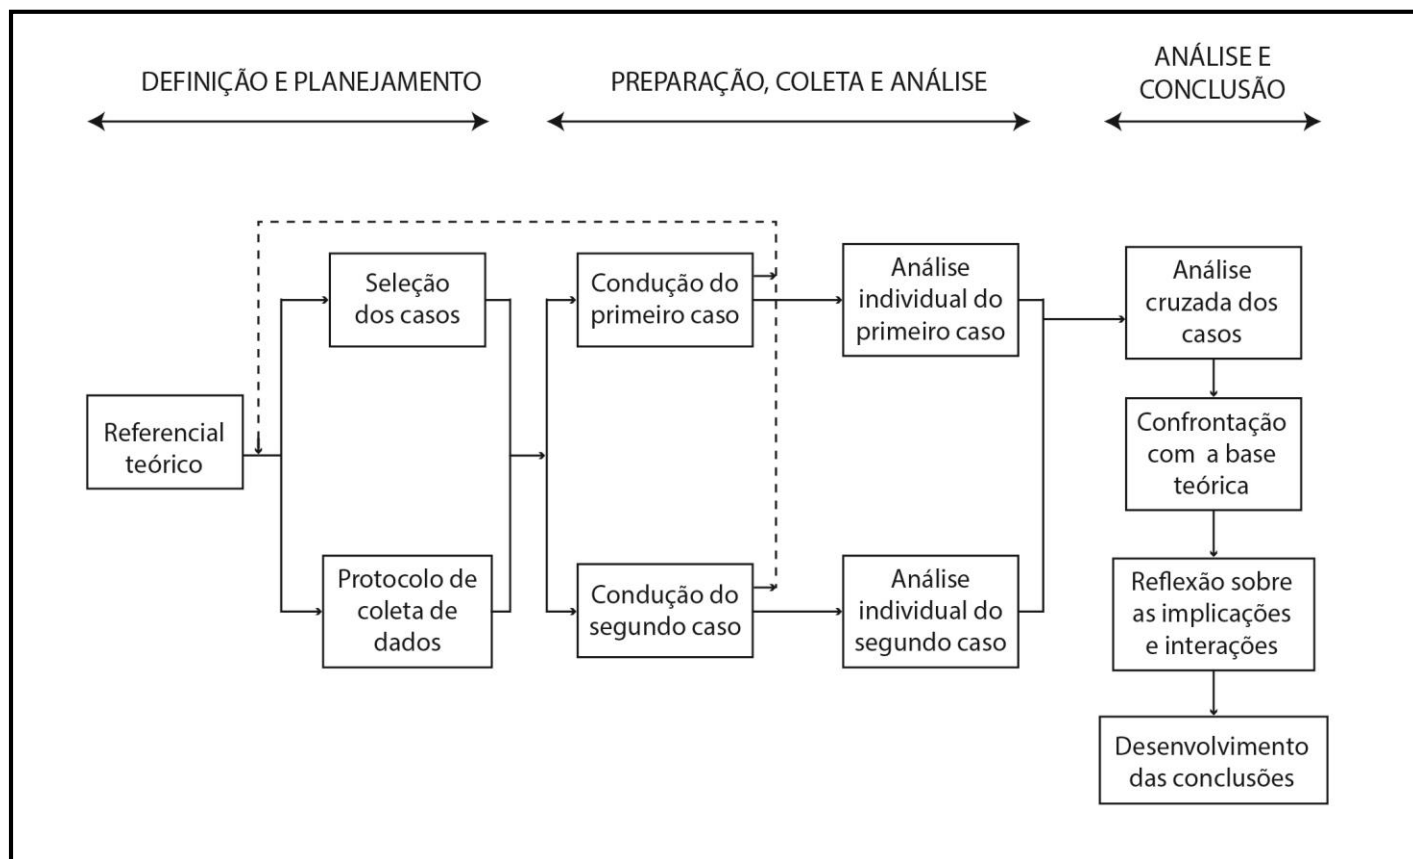 DEFINIÇÃO E PLANEJAMENTO
PREPARAÇÃO, COLETA E ANÁLISE
ANÁLISE E
CONCLUSÃO
Referencial
teórico
Seleção
dos casos
Protocolo de
coleta de
dados
Condução do
primeiro caso
Condução do
segundo caso
Análise
individual do
primeiro caso
Análise
individual do
segundo caso
Análise
cruzada dos
casos
Confrontação
com a base
teórica
Reflexão sobre
as implicações
e interações
Desenvolvimento
das conclusões